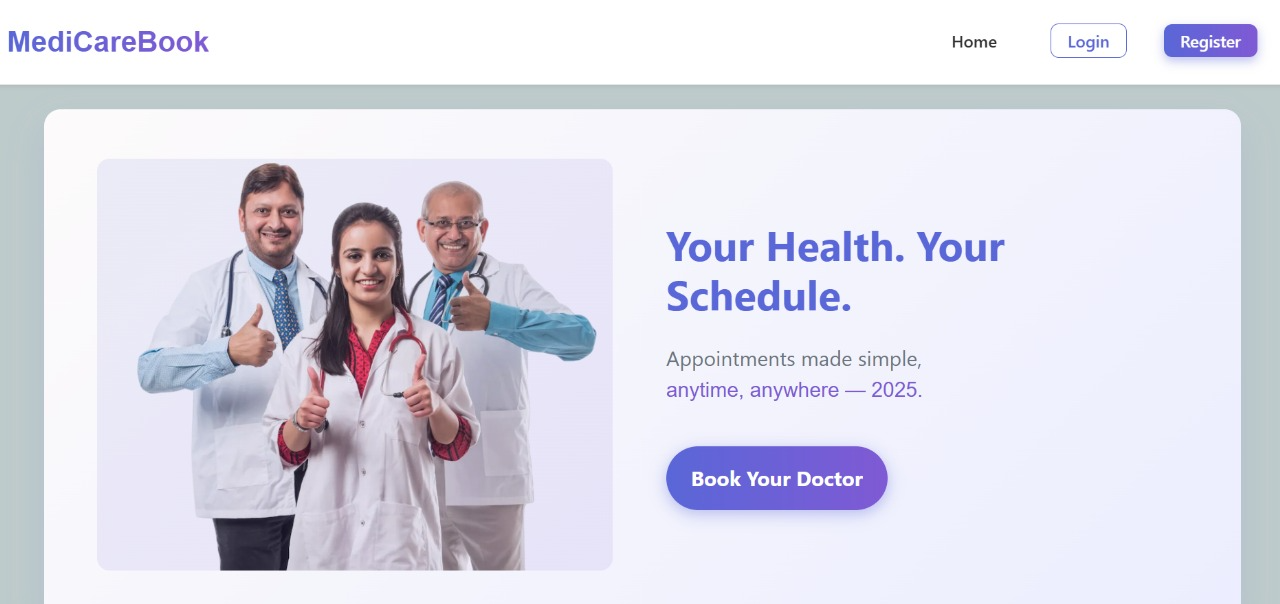 MediCareBook
Home
Login
Register
Your Health. Your
Schedule.
Appointments made simple,
anytime, anywhere — 2025.
Book Your Doctor